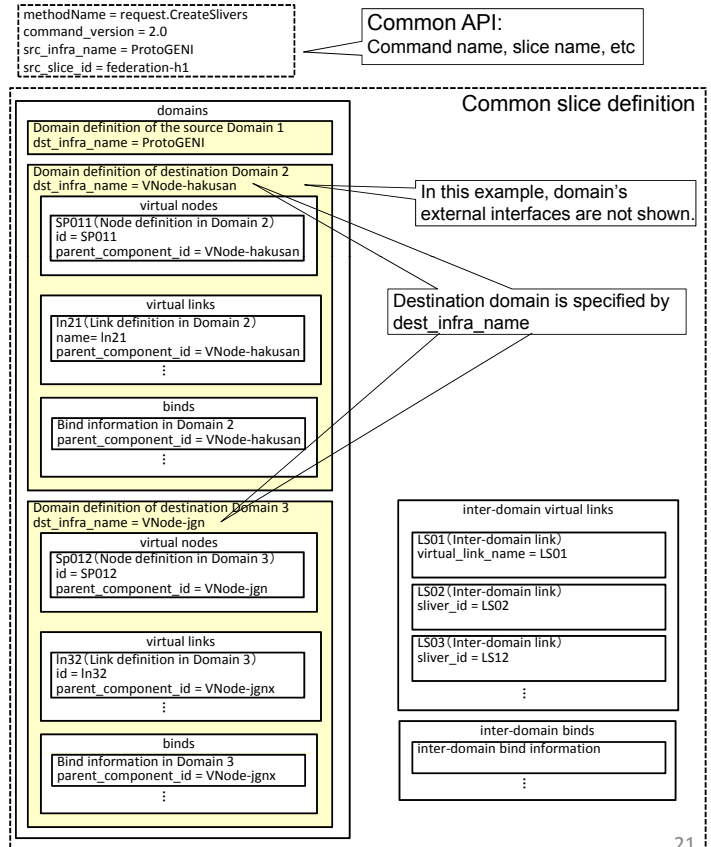 methodName = request.CreateSlivers
command_version = 2.0
src_infra_name = ProtoGENI
src_slice_id = federation-h1
Common API:
Command name, slice name, etc
Common slice definition
domains
Domain definition of the source Domain 1
dst_infra_name = ProtoGENI
Domain definition of destination Domain 2
dst_infra_name = VNode-hakusan
virtual nodes
SP011(Node definition in Domain 2)
id = SP011
parent_component_id = VNode-hakusan
virtual links
ln21(Link definition in Domain 2)
name= ln21
parent_component_id = VNode-hakusan
⋮
binds
Bind information in Domain 2
parent_component_id = VNode-hakusan
⋮
In this example, domain's
external interfaces are not shown.
Destination domain is specified by
dest_infra_name
Domain definition of destination Domain 3
dst_infra_name = VNode-jgn
virtual nodes
Sp012(Node definition in Domain 3)
id = SP012
parent_component_id = VNode-jgn
virtual links
ln32(Link definition in Domain 3)
id = ln32
parent_component_id = VNode-jgnx
⋮
binds
Bind information in Domain 3
parent_component_id = VNode-jgnx
⋮
inter-domain virtual links
LS01(Inter-domain link)
virtual_link_name = LS01
LS02(Inter-domain link)
sliver_id = LS02
LS03(Inter-domain link)
sliver_id = LS12
⋮
inter-domain binds
inter-domain bind information
⋮
21